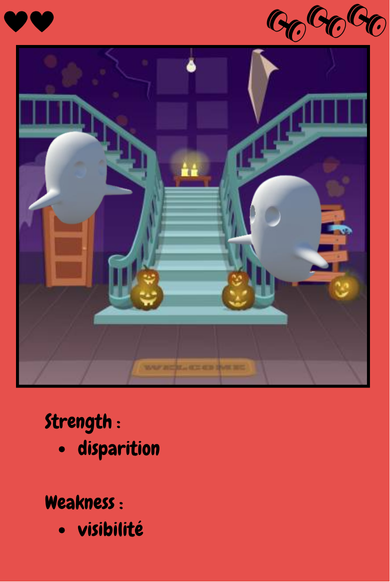 WELCOME
Strength :
• disparition
Weakness :
• visibilité